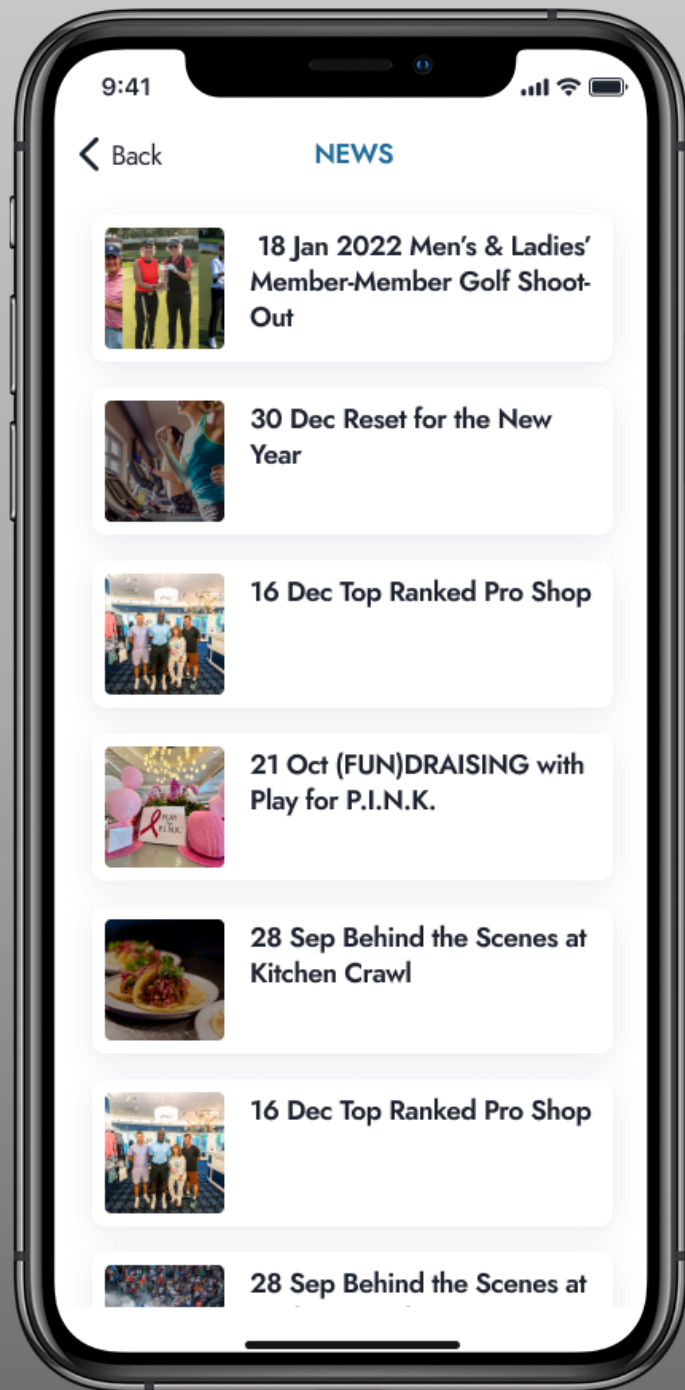 9:41
Back
NEWS
18 Jan 2022 Men's & Ladies'
Member-Member Golf Shoot-
Out
30 Dec Reset for the New
Year
16 Dec Top Ranked Pro Shop
21 Oct (FUN)DRAISING with
Play for P.I.N.K.
PLAY
for
P.I.N.K.
28 Sep Behind the Scenes at
Kitchen Crawl
16 Dec Top Ranked Pro Shop
28 Sep Behind the Scenes at